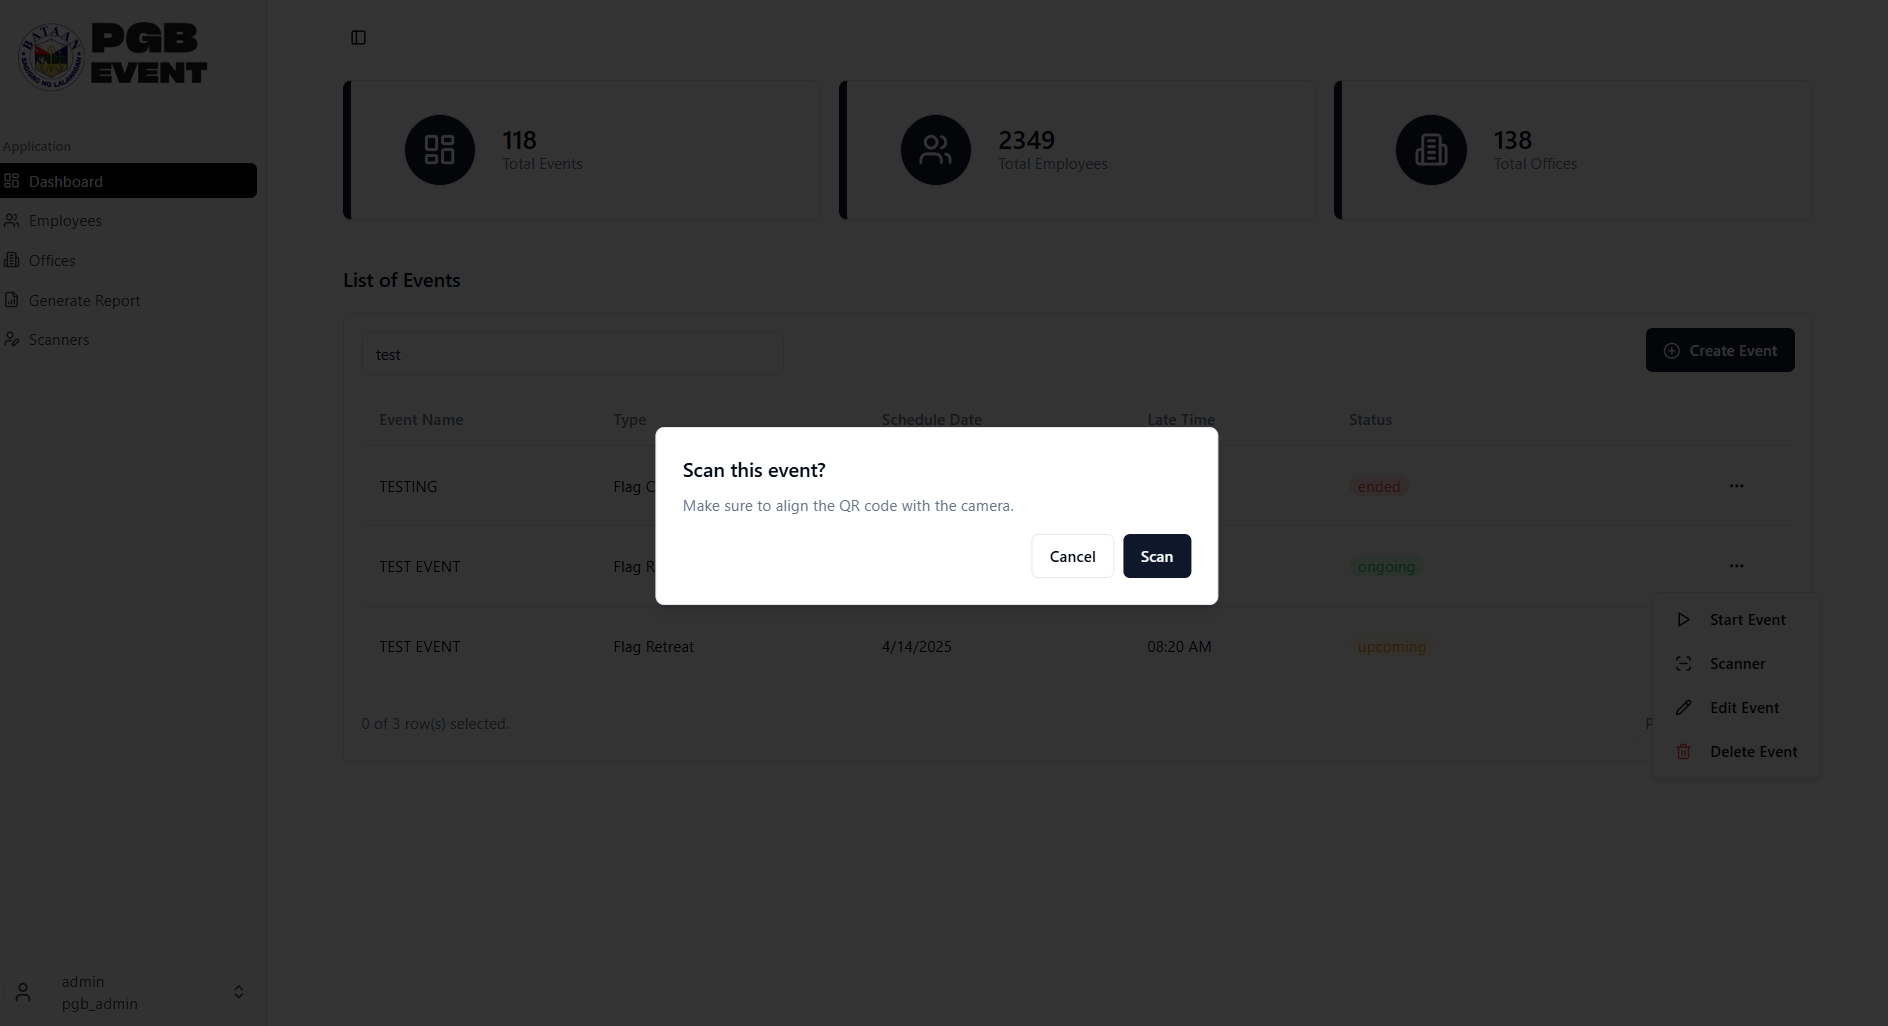 BATAAN
SAGISAG NG LALAWIGAN
PGB
EVENT
Application
Dashboard
Employees
Offices
Generate Report
Scanners
118
Total Events
2349
Total Employees
138
Total Offices
List of Events
test
Create Event
Event Name Type Schedule Date Late Time Status
TESTING Flag C ended
TEST EVENT Flag R ongoing
TEST EVENT Flag Retreat 4/14/2025 08:20 AM upcoming
0 of 3 row(s) selected. P
Scan this event?
Make sure to align the QR code with the camera.
Cancel Scan
Start Event
Scanner
Edit Event
Delete Event
admin
pgb_admin